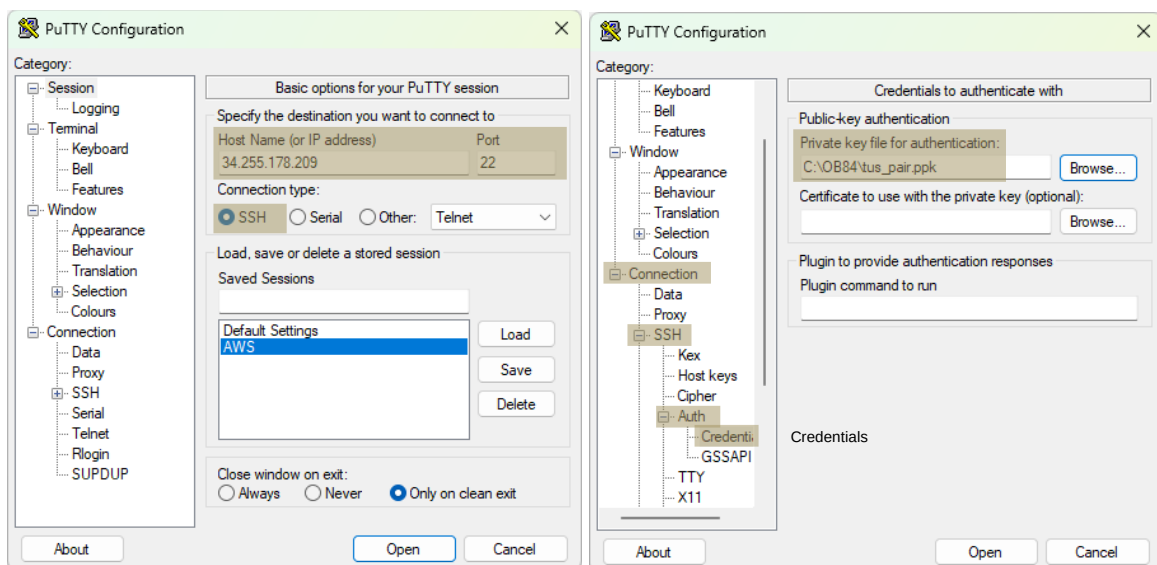 PuTTY Configuration
Category:
Session
Logging
Terminal
Keyboard
Bell
Features
Window
Appearance
Behaviour
Translation
Selection
Colours
Connection
Data
Proxy
SSH
Serial
Telnet
Rlogin
SUPDUP
Basic options for your PuTTY session
Specify the destination you want to connect to
Host Name (or IP address) Port
34.255.178.209 22
Connection type:
SSH Serial Other: Telnet
Load, save or delete a stored session
Saved Sessions
Default Settings
AWS
Load
Save
Delete
Close window on exit:
Always Never Only on clean exit
About Open Cancel
PuTTY Configuration
Category:
Keyboard
Bell
Features
Window
Appearance
Behaviour
Translation
Selection
Colours
Connection
Data
Proxy
SSH
Kex
Host keys
Cipher
Auth
Credentia
GSSAPI
TTY
X11
Credentials to authenticate with
Public-key authentication
Private key file for authentication:
C:\OB84\tus_pair.ppk Browse...
Certificate to use with the private key (optional):
Browse...
Plugin to provide authentication responses
Plugin command to run
Credentials
About Open Cancel